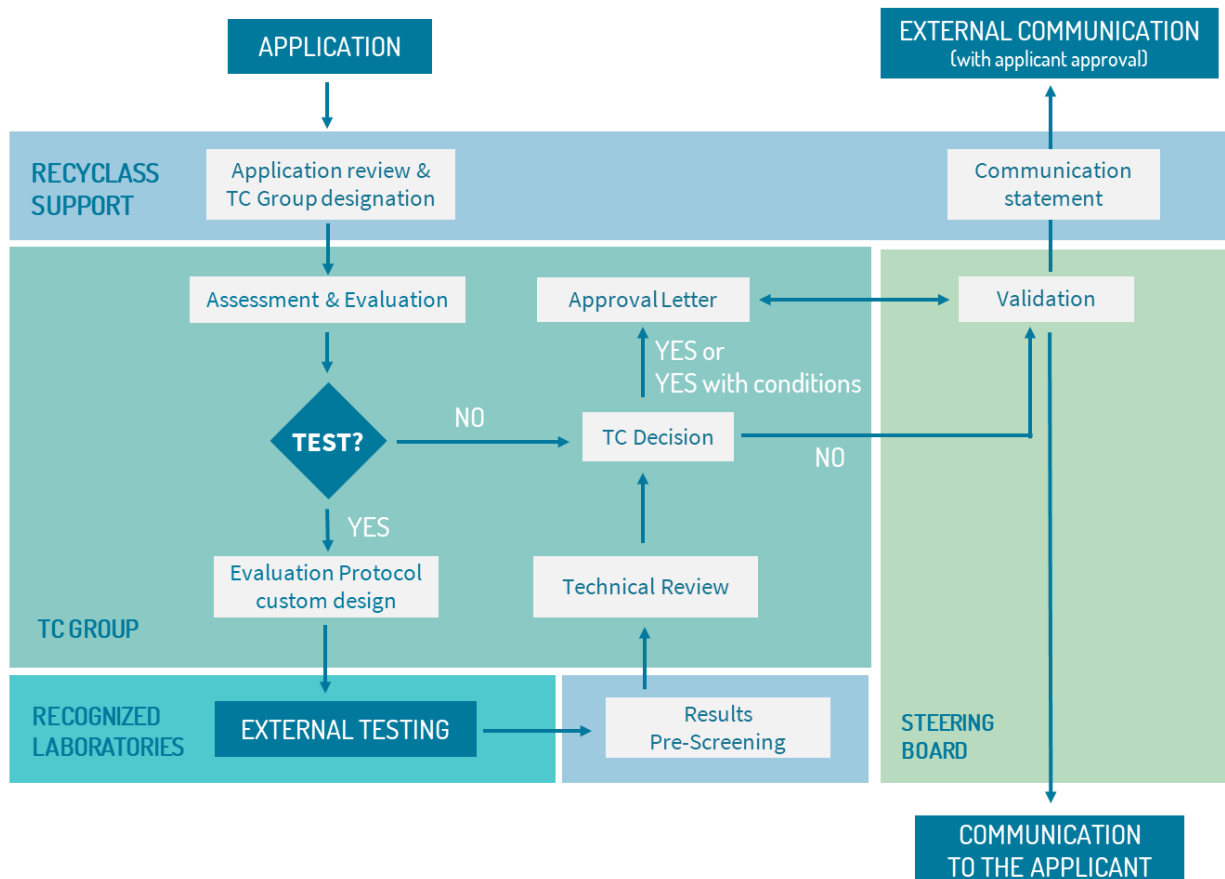 APPLICATION
EXTERNAL COMMUNICATION
(with applicant approval)
RECYCLASS
SUPPORT
Application review &
TC Group designation
Communication
statement
Assessment & Evaluation
Approval Letter
Validation
YES or
YES with conditions
TEST?
NO
TC Decision
NO
YES
Evaluation Protocol
custom design
Technical Review
TC GROUP
RECOGNIZED
LABORATORIES
EXTERNAL TESTING
Results
Pre-Screening
STEERING
BOARD
COMMUNICATION
TO THE APPLICANT